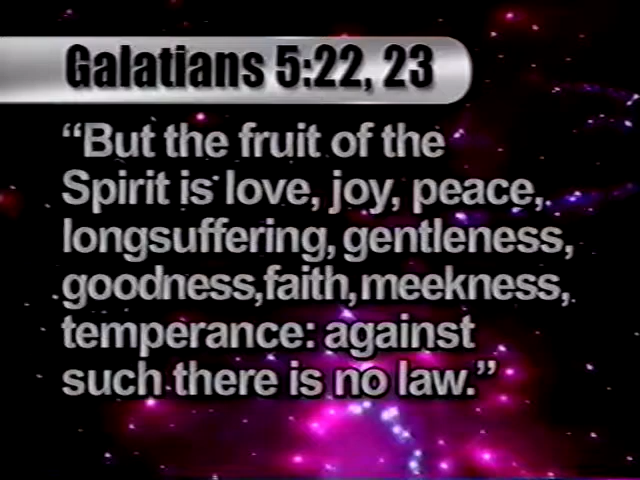 Galatians 5:22, 23
“But the fruit of the
Spirit is love, joy, peace,
longsuffering, gentleness,
goodness,faith,meekness,
temperance: against
such there is no law.”